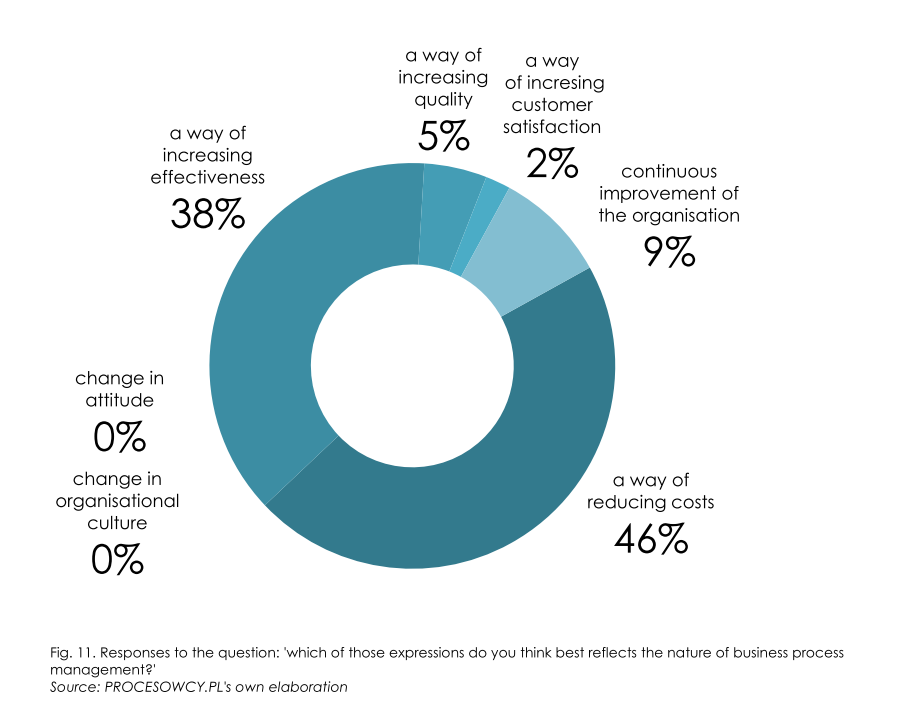 a way of
increasing
quality
5%
a way
of incresing
customer
satisfaction
2%
a way of
increasing
effectiveness
38%
continuous
improvement of
the organisation
9%
change in
attitude
0%
change in
organisational
culture
0%
a way of
reducing costs
46%
Fig. 11. Responses to the question: 'which of those expressions do you think best reflects the nature of business process
management?'
Source: PROCESOWCY.PL's own elaboration